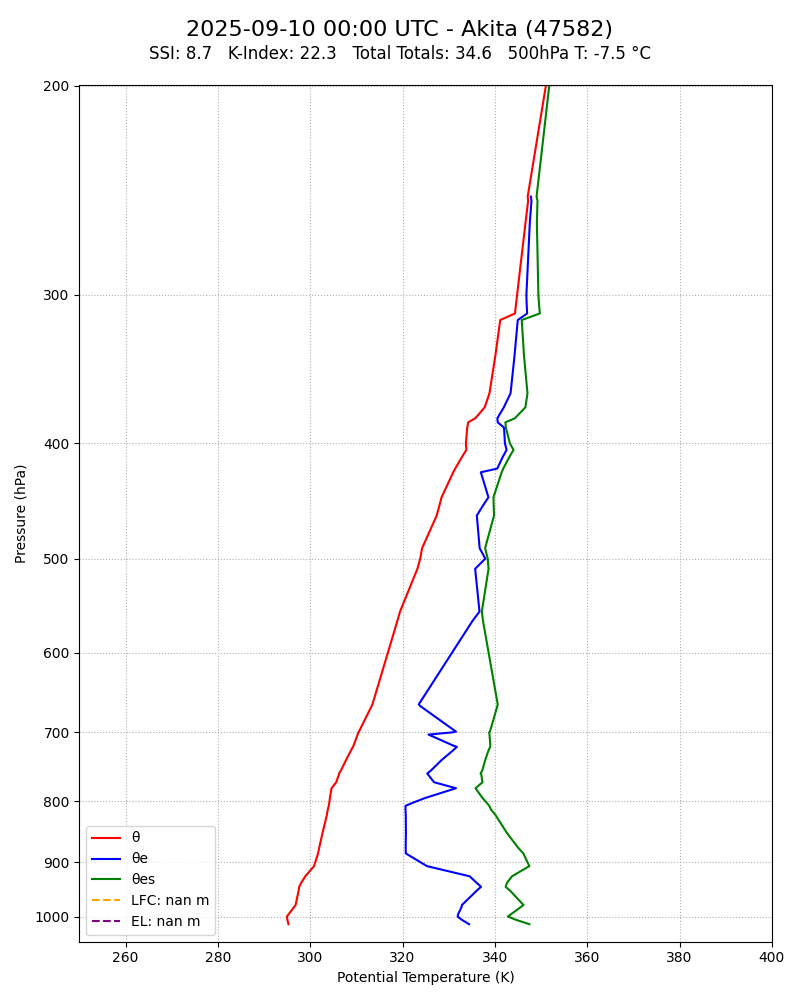 2025-09-10 00:00 UTC - Akita (47582)
SSI: 8.7   K-Index: 22.3   Total Totals: 34.6   500hPa T: -7.5 °C
200
300
400
500
600
700
800
900
1000
Pressure (hPa)
θ
θe
θes
LFC: nan m
EL: nan m
260 280 300 320 340 360 380 400
Potential Temperature (K)